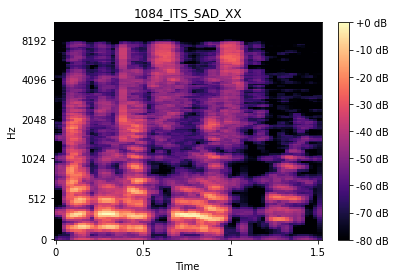 1084_ITS_SAD_XX
Hz
8192
4096
2048
1024
512
0
0
0.5
1
1.5
Time
+0 dB
-10 dB
-20 dB
-30 dB
-40 dB
-50 dB
-60 dB
-70 dB
-80 dB